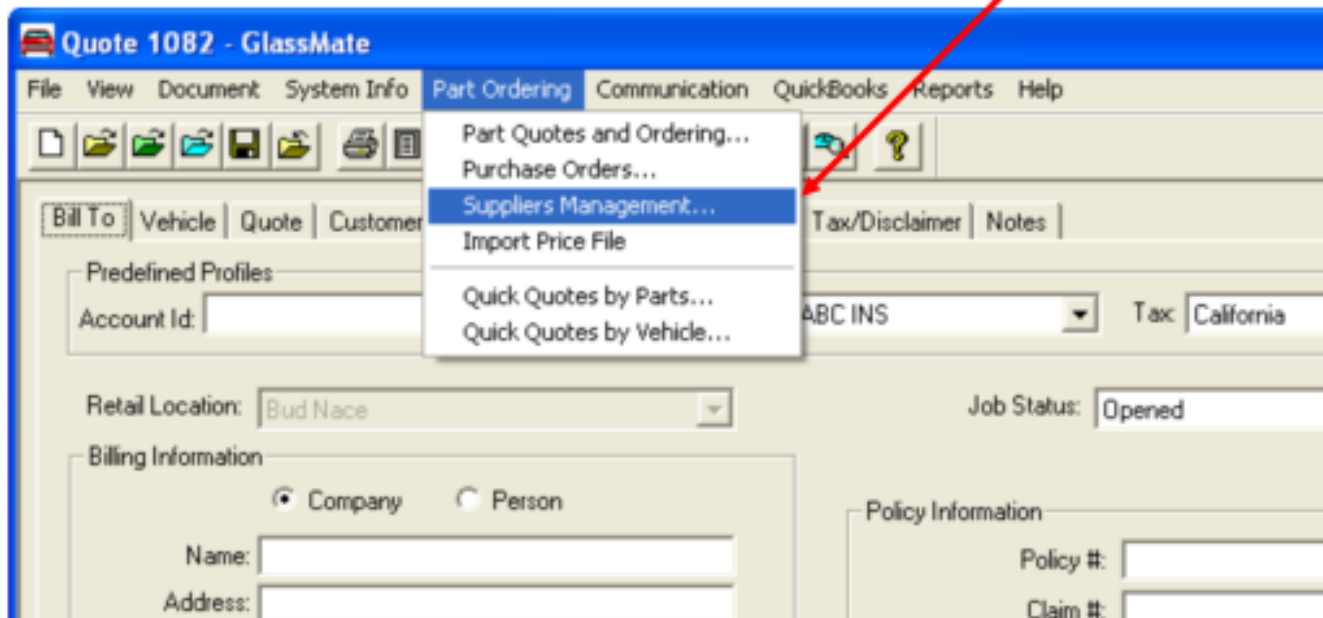 Quote 1082 - GlassMate
File View Document System Info Part Ordering Communication QuickBooks Reports Help
Part Quotes and Ordering...
Purchase Orders...
Suppliers Management...
Import Price File
Quick Quotes by Parts...
Quick Quotes by Vehicle...
Bill To Vehicle Quote Customer Tax/Disclaimer Notes
Predefined Profiles
Account Id: ABC INS Tax: California
Retail Location: Bud Nace Job Status: Opened
Billing Information
Company Person
Policy Information
Name: Policy #:
Address: Claim #: